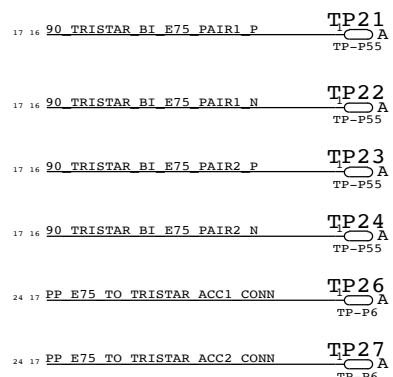 TP21
17 16 90_TRISTAR_BI_E75_PAIR1_P 1 A
TP-P55
TP22
17 16 90_TRISTAR_BI_E75_PAIR1_N 1 A
TP-P55
TP23
17 16 90_TRISTAR_BI_E75_PAIR2_P 1 A
TP-P55
TP24
17 16 90_TRISTAR_BI_E75_PAIR2_N 1 A
TP-P55
TP26
24 17 PP_E75_TO_TRISTAR_ACC1_CONN 1 A
TP-P6
TP27
24 17 PP_E75_TO_TRISTAR_ACC2_CONN 1 A
TP-P6